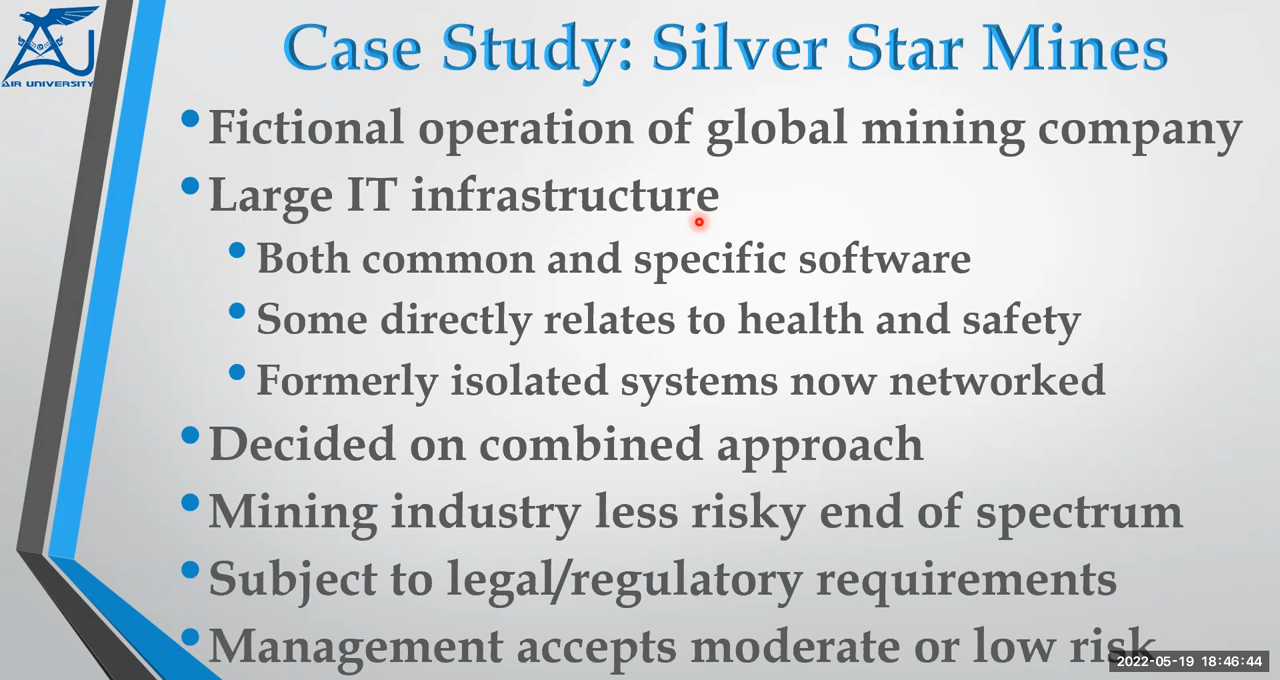 AIR UNIVERSITY
Case Study: Silver Star Mines
• Fictional operation of global mining company
• Large IT infrastructure
• Both common and specific software
• Some directly relates to health and safety
• Formerly isolated systems now networked
• Decided on combined approach
• Mining industry less risky end of spectrum
• Subject to legal/regulatory requirements
• Management accepts moderate or low risk
2022-05-19 18:46:44